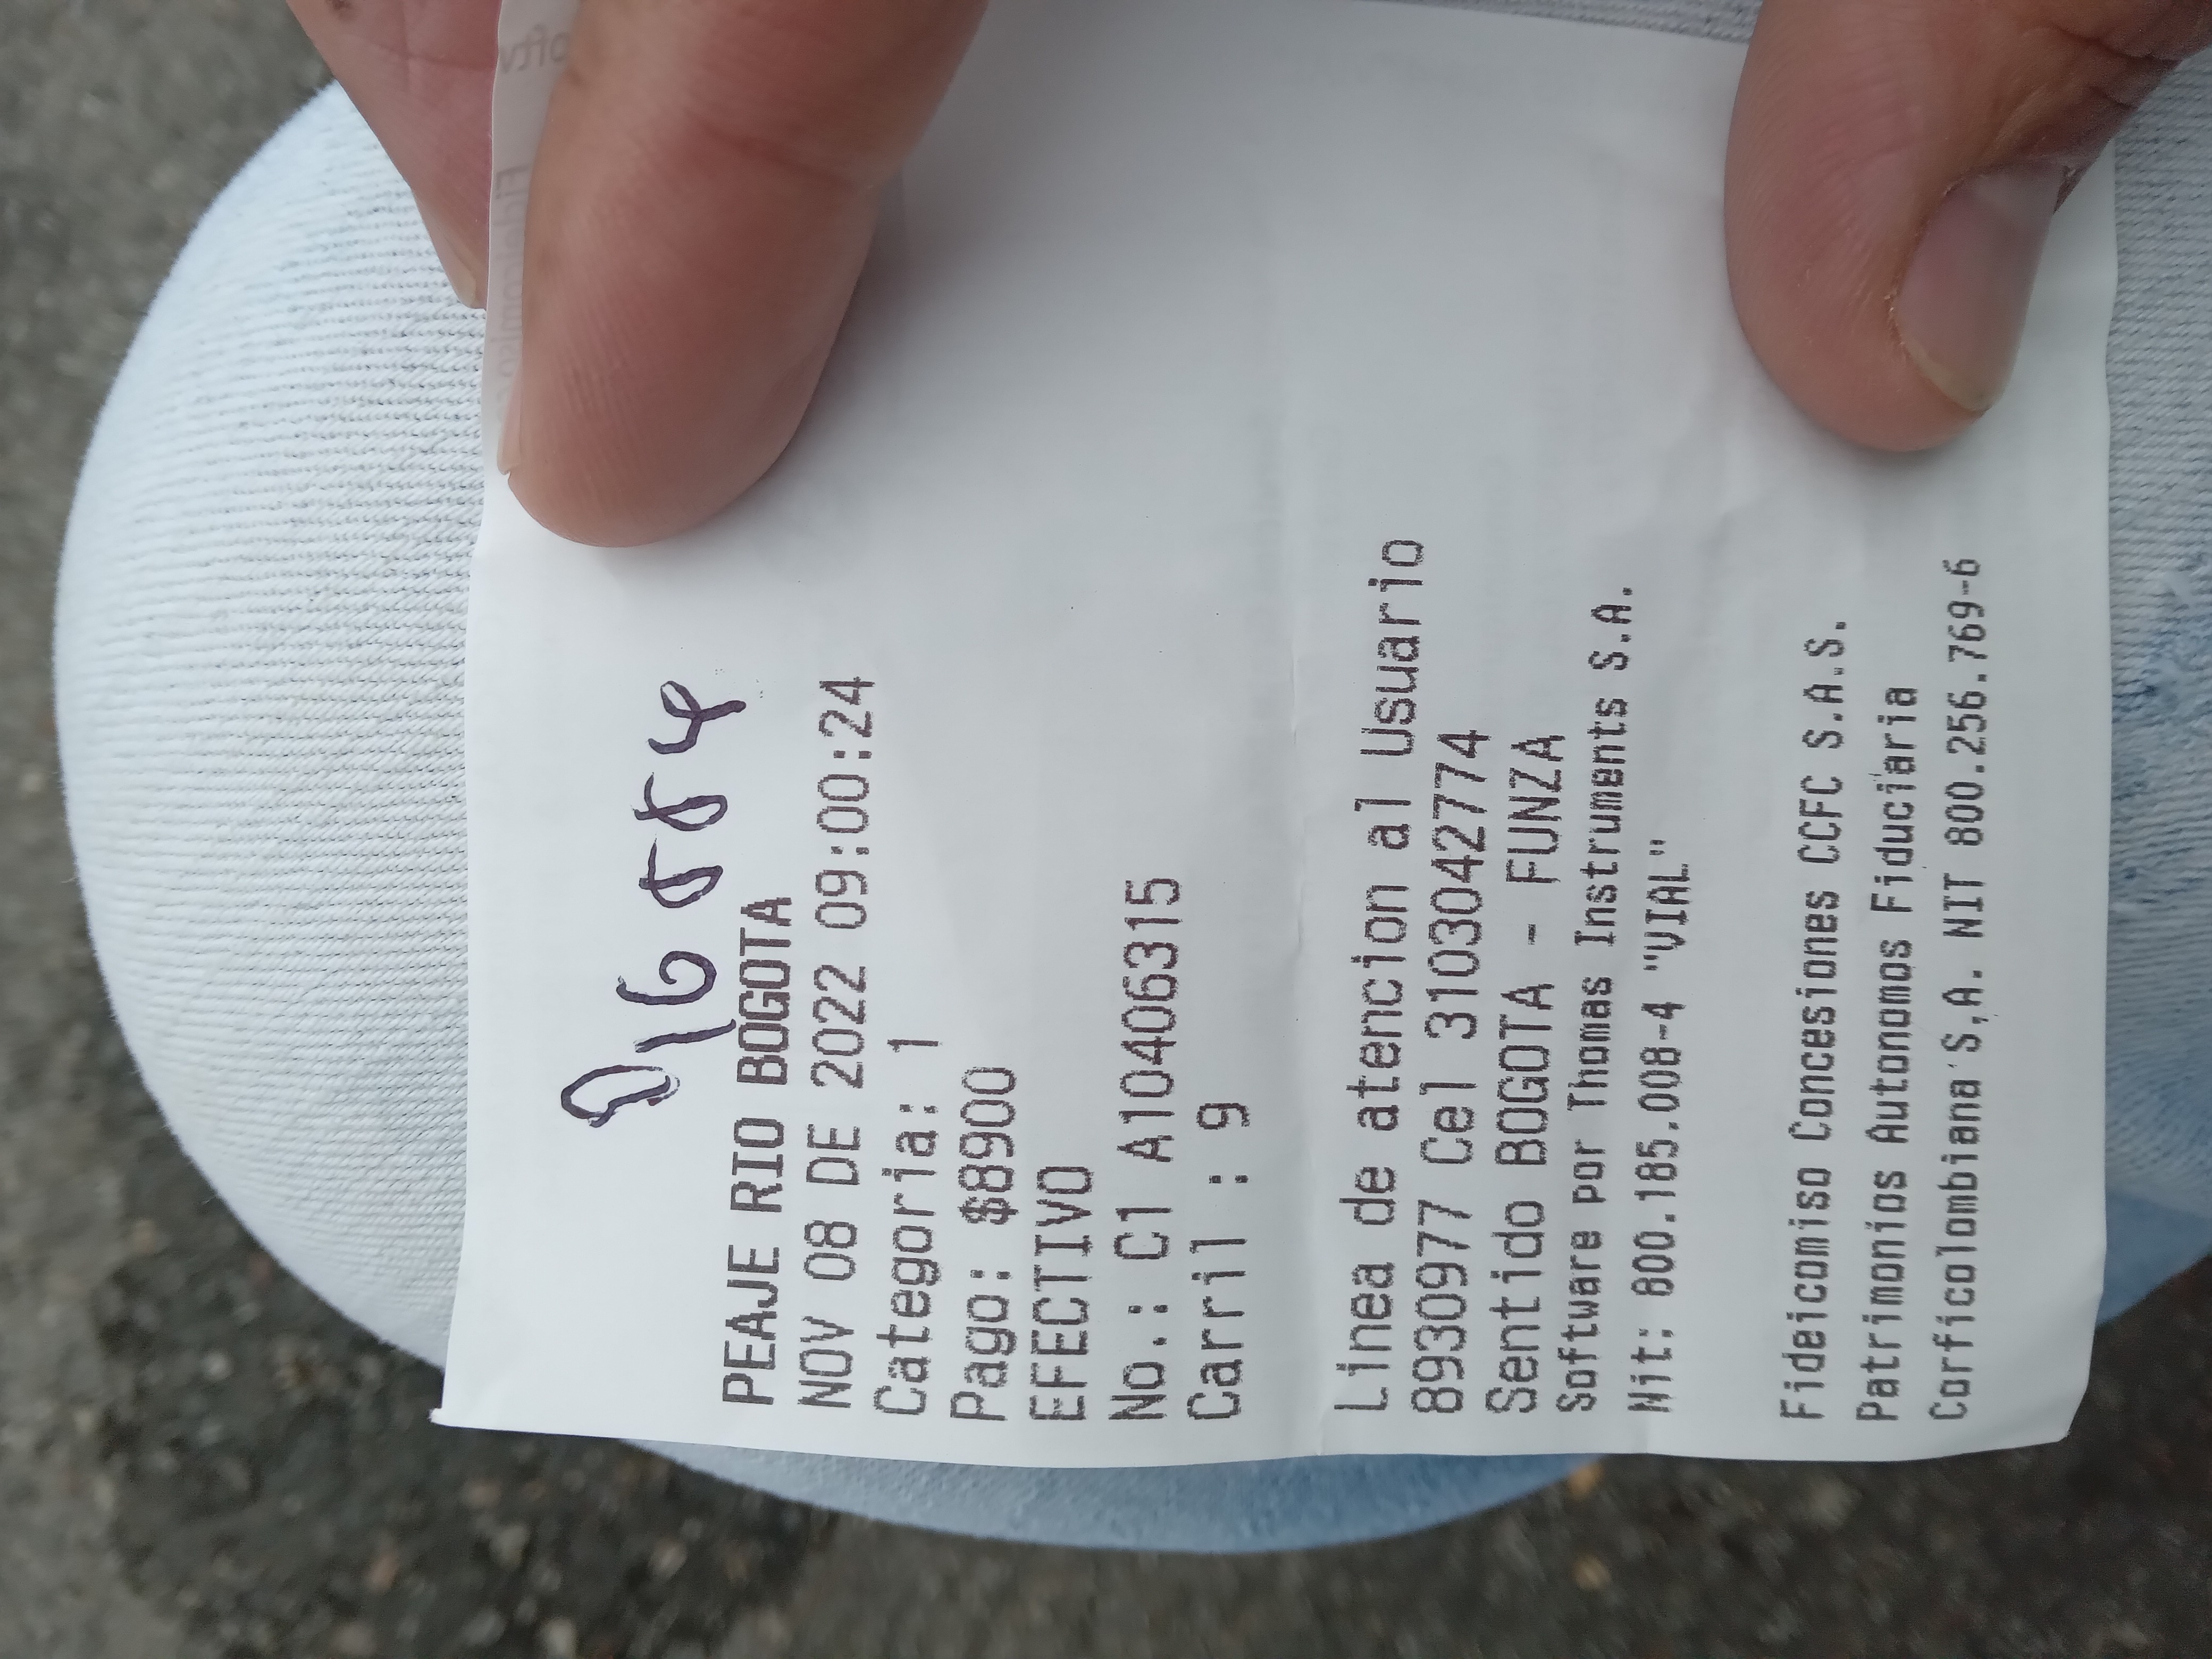 016884
PEAJE RIO BOGOTA
NOV 08 DE 2022 09:00:24
Categoria: 1
Pago: $8900
EFECTIVO
No.: C1 A10406315
Carril : 9
Linea de atencion al Usuario
8930977 Cel 3103042774
Sentido BOGOTA - FUNZA
Software por Thomas Instruments S.A.
Nit: 800.185.008-4 "VIAL"
Fideicomiso Concesiones CCFC S.A.S.
Patrimonios Autonomos Fiduciaria
Corficolombiana S.A. NIT 800.256.769-6